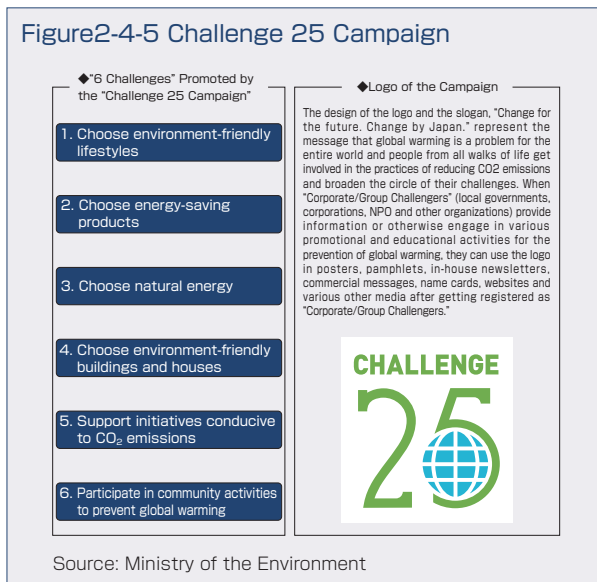 Figure2-4-5 Challenge 25 Campaign
◆"6 Challenges" Promoted by
the "Challenge 25 Campaign"
1. Choose environment-friendly
lifestyles
2. Choose energy-saving
products
3. Choose natural energy
4. Choose environment-friendly
buildings and houses
5. Support initiatives conducive
to CO₂ emissions
6. Participate in community activities
to prevent global warming
◆Logo of the Campaign
The design of the logo and the slogan, "Change for
the future. Change by Japan." represent the
message that global warming is a problem for the
entire world and people from all walks of life get
involved in the practices of reducing CO2 emissions
and broaden the circle of their challenges. When
"Corporate/Group Challengers" (local governments,
corporations, NPO and other organizations) provide
information or otherwise engage in various
promotional and educational activities for the
prevention of global warming, they can use the logo
in posters, pamphlets, in-house newsletters,
commercial messages, name cards, websites and
various other media after getting registered as
"Corporate/Group Challengers."
CHALLENGE
25
Source: Ministry of the Environment